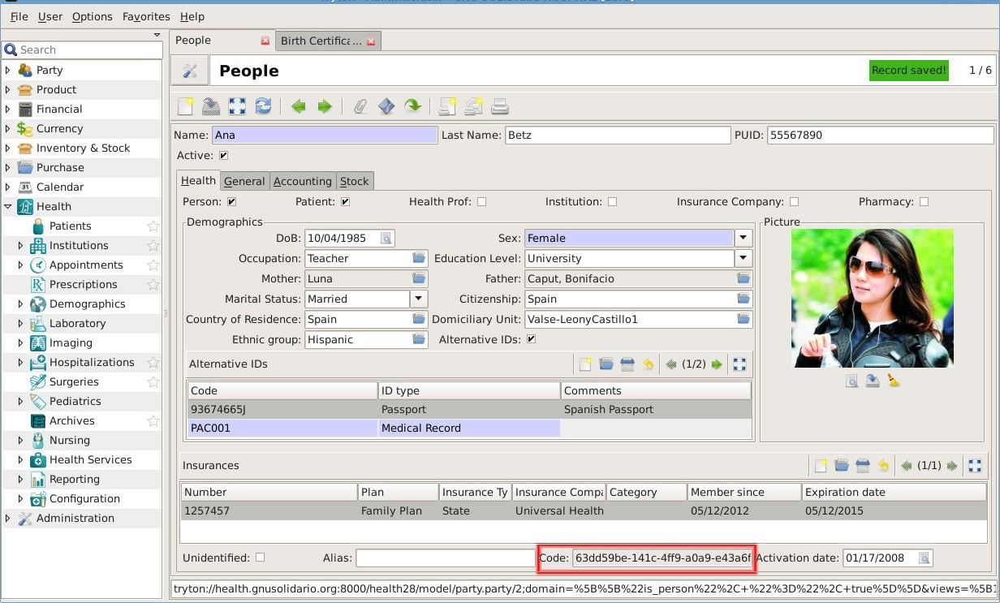 File User Options Favorites Help
People Birth Certific ...
Search
People Record saved! 1 / 6
Party
Product
Financial
Currency
Inventory & Stock
Purchase
Calendar
Health
Patients
Institutions
Appointments
Prescriptions
Demographics
Laboratory
Imaging
Hospitalizations
Surgeries
Pediatrics
Archives
Nursing
Health Services
Reporting
Configuration
Administration
Name: Ana Last Name: Betz PUID: 55567890
Active:
Health General Accounting Stock
Person: Patient: Health Prof: Institution: Insurance Company: Pharmacy:
Demographics
DoB: 10/04/1985 Sex: Female
Occupation: Teacher Education Level: University
Mother: Luna Father: Caput, Bonifacio
Marital Status: Married Citizenship: Spain
Country of Residence: Spain Domiciliary Unit: Valse-LeonyCastillo1
Ethnic group: Hispanic Alternative IDs:
Picture
Alternative IDs (1/2)
Code ID type Comments
93674665J Passport Spanish Passport
PAC001 Medical Record
Insurances (1/1)
Number Plan Insurance Ty Insurance Compa Category Member since Expiration date
1257457 Family Plan State Universal Health 05/12/2012 05/12/2015
Unidentified: Alias: Code: 63dd59be-141c-4ff9-a0a9-e43a6f Activation date: 01/17/2008
tryton://health.gnusolidario.org:8000/health28/model/party.party/2;domain=%5B%5B%22is_person%22%2C+%22%3D%22%2C+true%5D%5D&views=%5B1